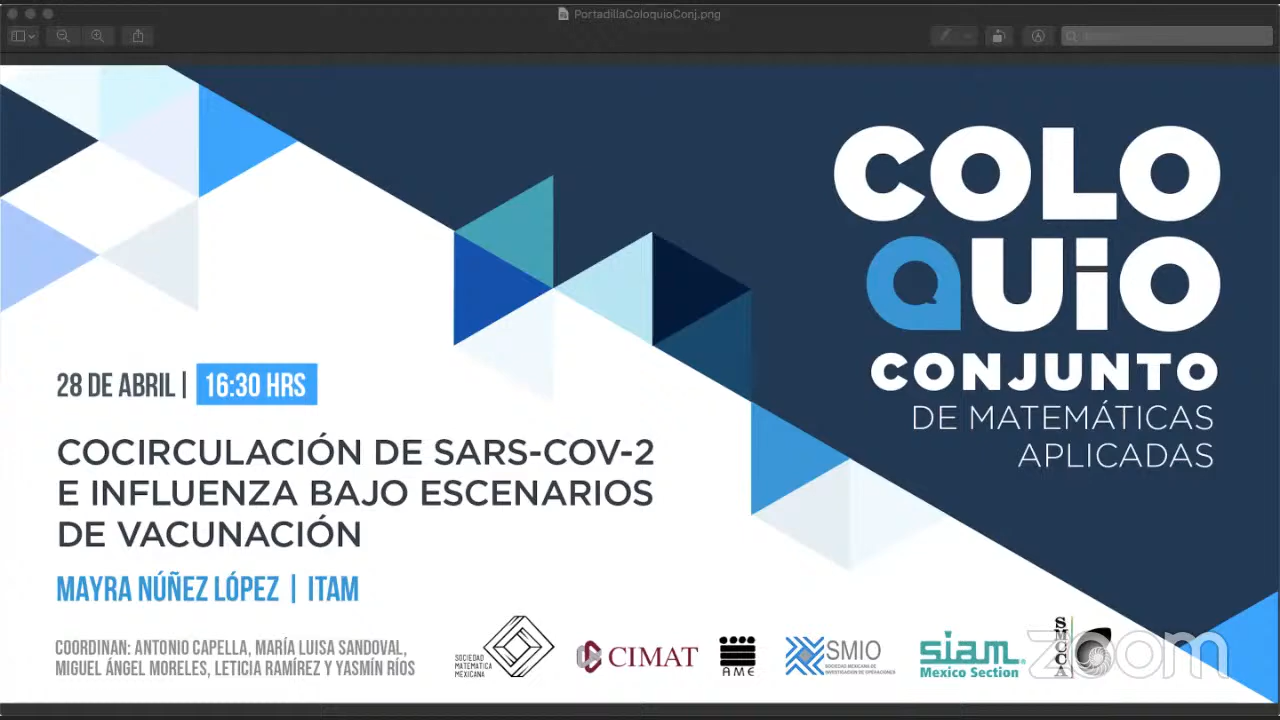 PortadillaColoquioConj.png
COLO
QUiO
CONJUNTO
DE MATEMÁTICAS
APLICADAS
28 DE ABRIL | 16:30 HRS
COCIRCULACIÓN DE SARS-COV-2
E INFLUENZA BAJO ESCENARIOS
DE VACUNACIÓN
MAYRA NÚÑEZ LÓPEZ | ITAM
COORDINAN: ANTONIO CAPELLA, MARÍA LUISA SANDOVAL,
MIGUEL ÁNGEL MORELES, LETICIA RAMÍREZ Y YASMÍN RÍOS
SOCIEDAD
MATEMATICA
MEXICANA
CIMAT
AME
SMIO
SOCIEDAD MEXICANA DE
INVESTIGACIÓN DE OPERACIONES
siam
Mexico Section
SMCCA
zoom